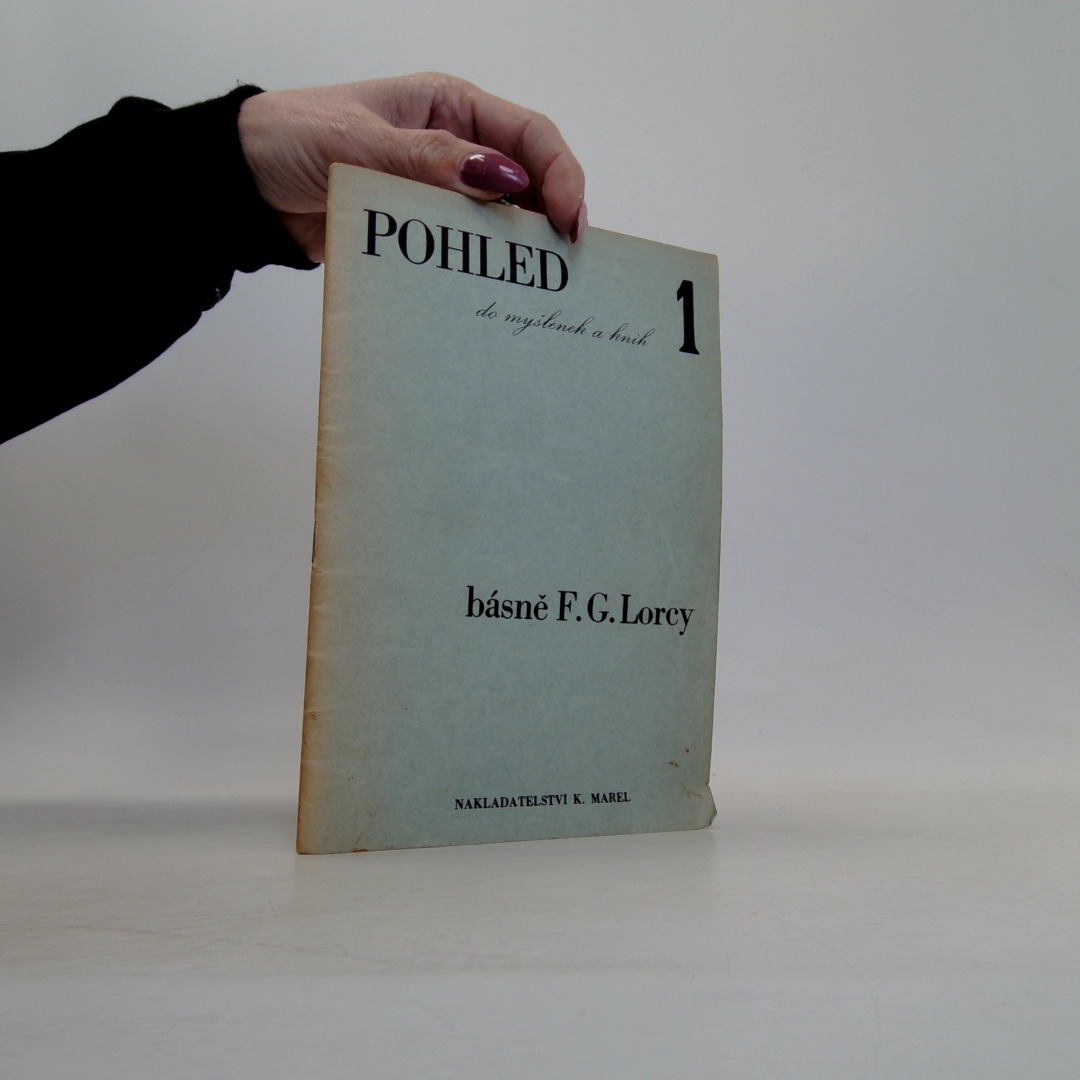 POHLED
do myšlenek a knih
1
básně F. G. Lorcy
NAKLADATELSTVÍ K. MAREL